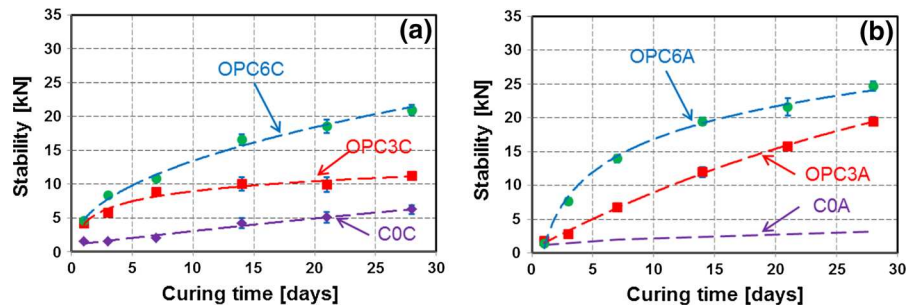 (a)
Stability [kN]
35
30
25
20
15
10
5
0
OPC6C
OPC3C
C0C
0 5 10 15 20 25 30
Curing time [days]
(b)
Stability [kN]
35
30
25
20
15
10
5
0
OPC6A
OPC3A
C0A
0 5 10 15 20 25 30
Curing time [days]